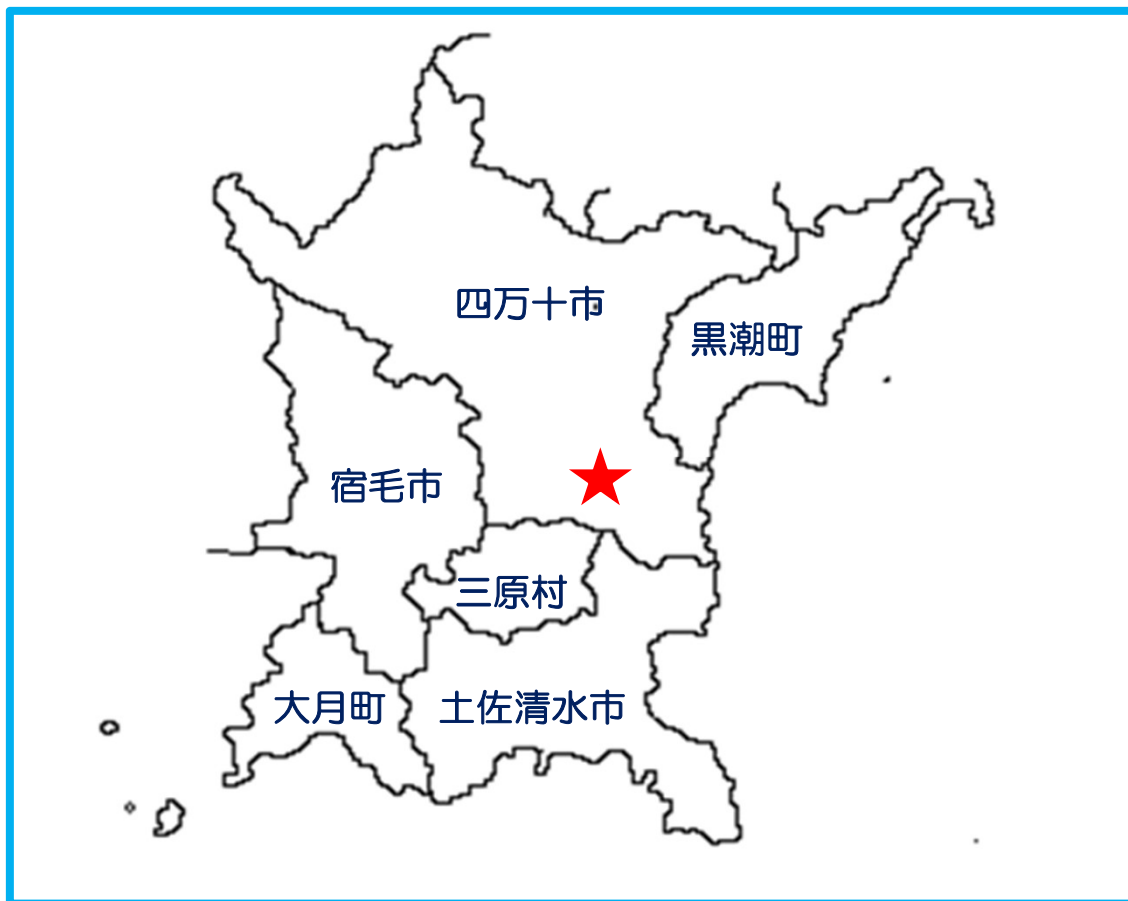 四万十市
黒潮町
宿毛市
三原村
大月町
土佐清水市